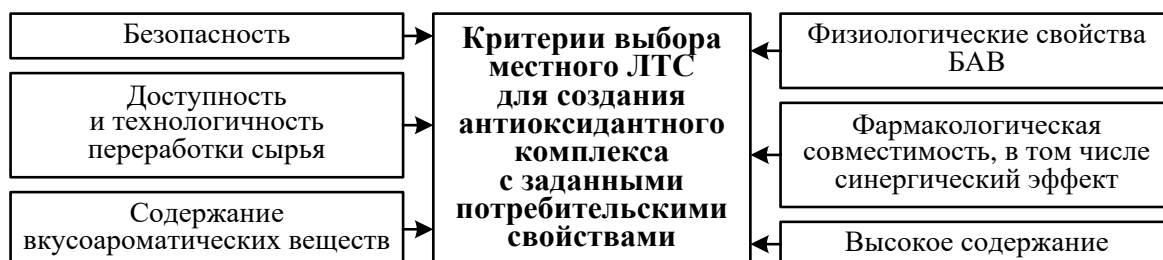 Безопасность
Доступность
и технологичность
переработки сырья
Содержание
вкусоароматических веществ
Критерии выбора
местного ЛТС
для создания
антиоксидантного
комплекса
с заданными
потребительскими
свойствами
Физиологические свойства
БАВ
Фармакологическая
совместимость, в том числе
синергический эффект
Высокое содержание